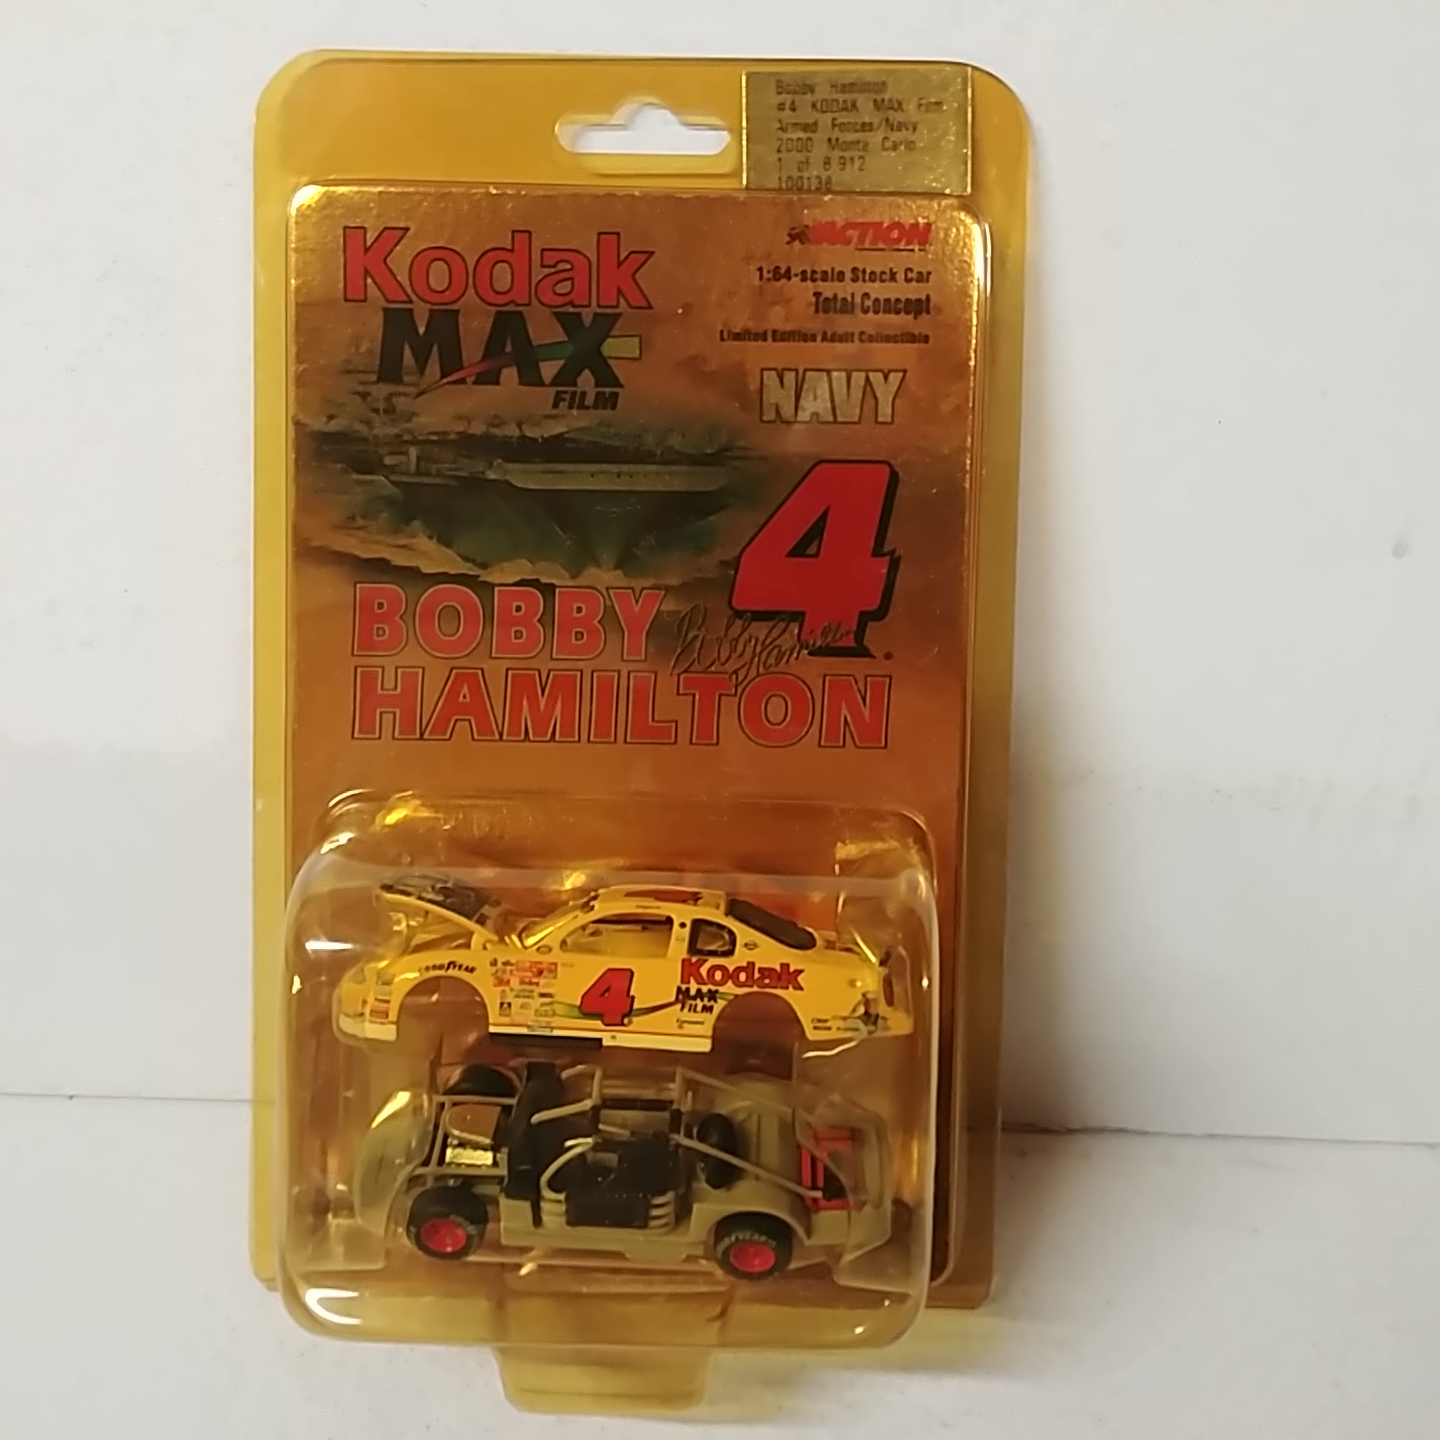 Bobby Hamilton
#4 KODAK MAX Film
Armed Forces/Navy
2000 Monte Carlo
1 of 8,912
100138
Kodak
MAX
FILM
ACTION
1:64-scale Stock Car
Total Concept
Limited Edition Adult Collectible
NAVY
4
BOBBY
Bobby Hamilton
HAMILTON
GOODYEAR
4
Kodak
MAX
FILM